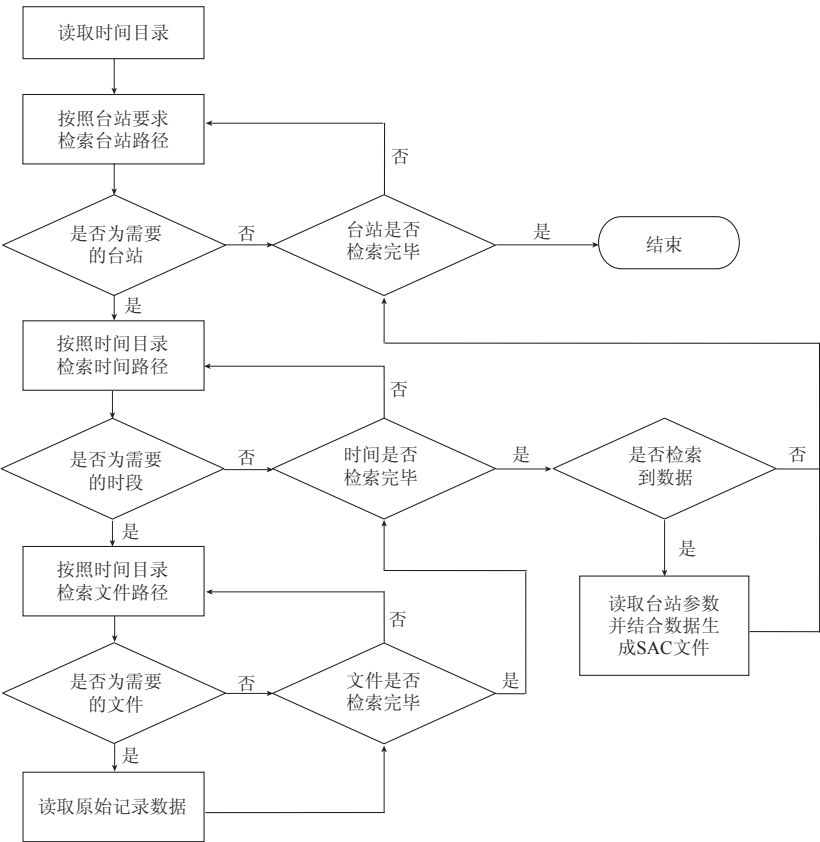 读取时间目录
按照台站要求
检索台站路径
否
是否为需要
的台站
否
台站是否
检索完毕
是
结束
是
按照时间目录
检索时间路径
否
是否为需要
的时段
否
时间是否
检索完毕
是
是否检索
到数据
否
是
是
按照时间目录
检索文件路径
否
读取台站参数
并结合数据生
成SAC文件
是否为需要
的文件
否
文件是否
检索完毕
是
是
读取原始记录数据